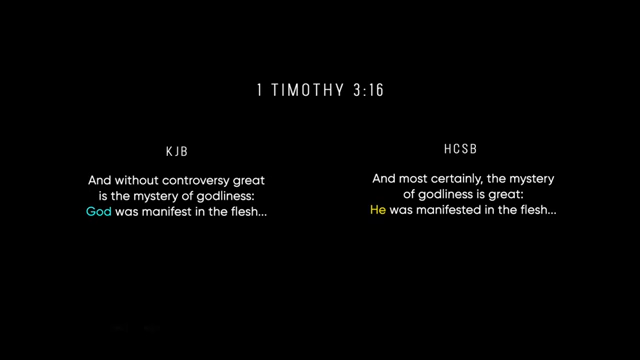 1 TIMOTHY 3:16
KJB
And without controversy great
is the mystery of godliness:
God was manifest in the flesh...
HCSB
And most certainly, the mystery
of godliness is great:
He was manifested in the flesh...